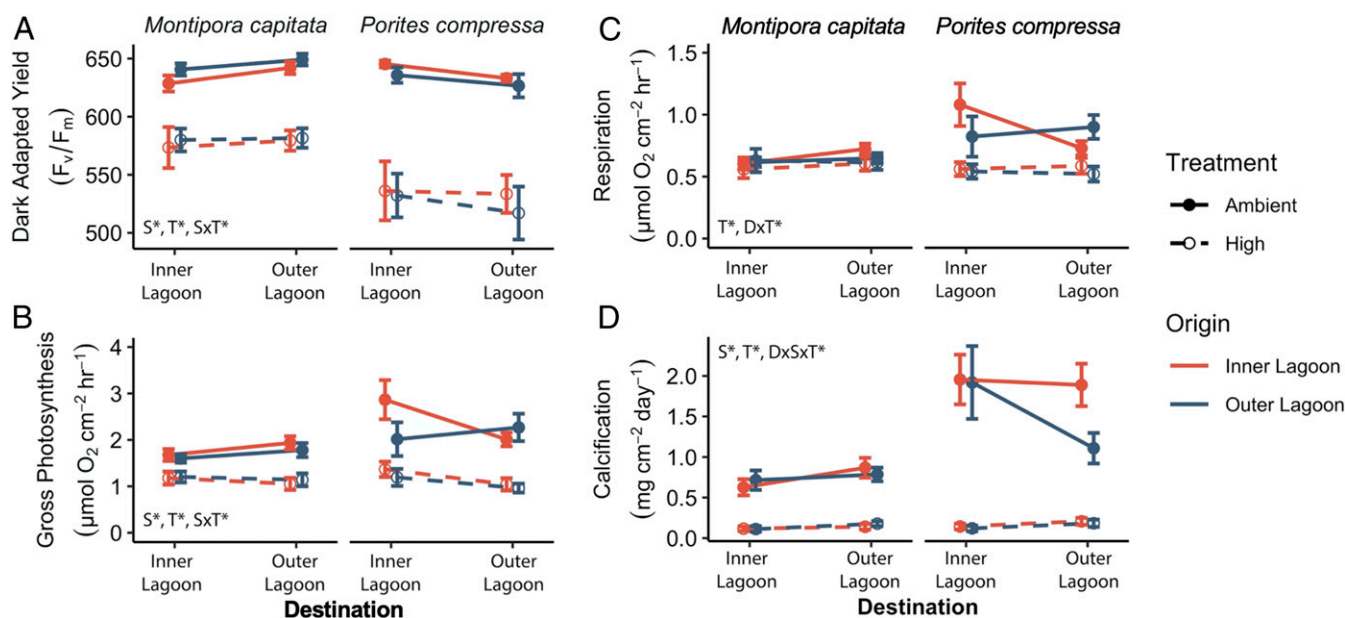 A
Montipora capitata
Porites compressa
Dark Adapted Yield
(Fv/Fm)
650
600
550
500
S*, T*, SxT*
Inner
Lagoon
Outer
Lagoon
Inner
Lagoon
Outer
Lagoon
B
Gross Photosynthesis
(µmol O₂ cm⁻² hr⁻¹)
4
3
2
1
0
S*, T*, SxT*
Inner
Lagoon
Outer
Lagoon
Inner
Lagoon
Outer
Lagoon
Destination
C
Montipora capitata
Porites compressa
Respiration
(µmol O₂ cm⁻² hr⁻¹)
1.5
1.0
0.5
0.0
T*, DxT*
Inner
Lagoon
Outer
Lagoon
Inner
Lagoon
Outer
Lagoon
D
Calcification
(mg cm⁻² day⁻¹)
2.0
1.5
1.0
0.5
0.0
S*, T*, DxSxT*
Inner
Lagoon
Outer
Lagoon
Inner
Lagoon
Outer
Lagoon
Destination
Treatment
Ambient
High
Origin
Inner Lagoon
Outer Lagoon